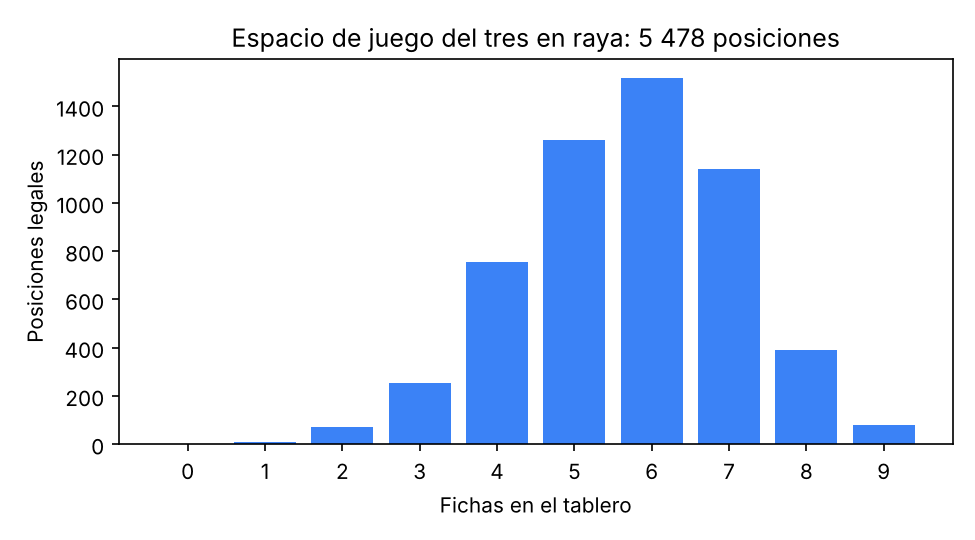 Espacio de juego del tres en raya: 5 478 posiciones
Posiciones legales
1400
1200
1000
800
600
400
200
0
0 1 2 3 4 5 6 7 8 9
Fichas en el tablero